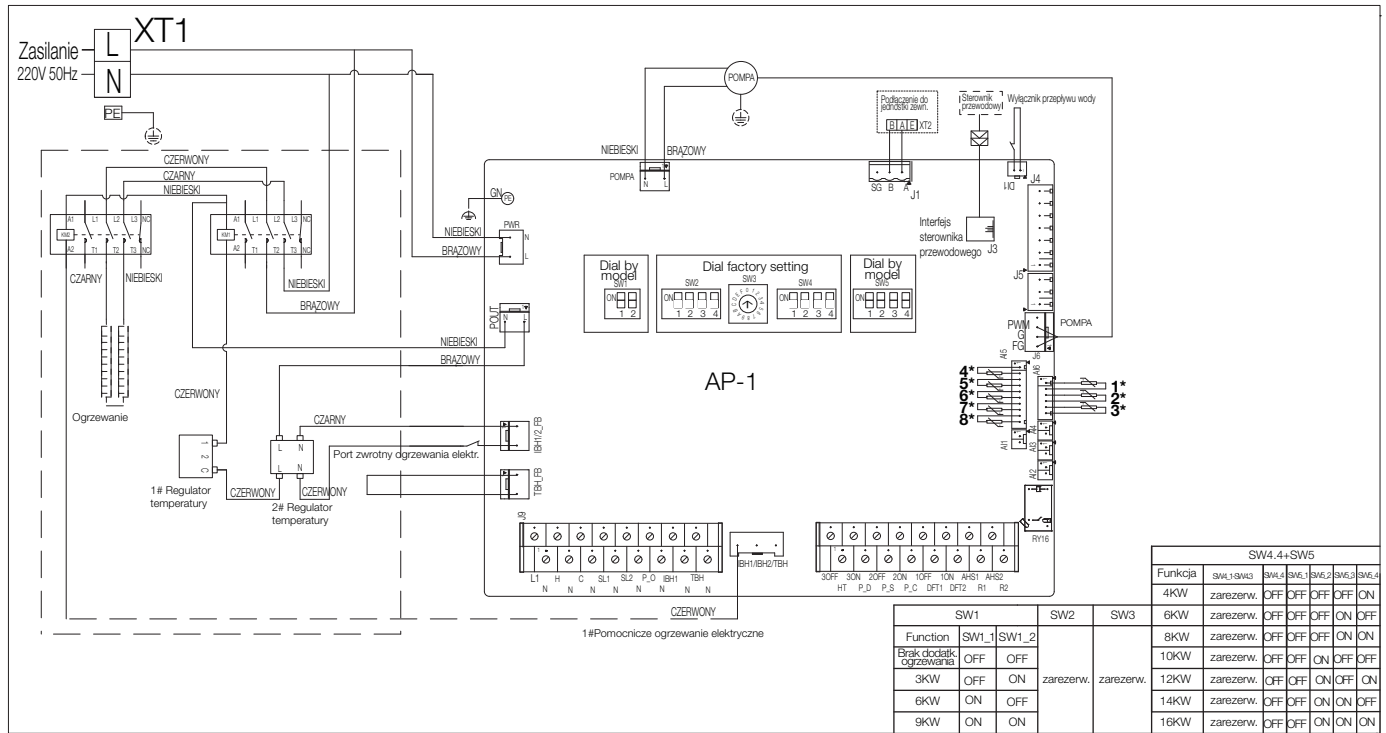 XT1
Zasilanie L
220V 50Hz N
PE
CZERWONY
CZARNY
NIEBIESKI
A1 L1 L2 L3 NC
KM2
A2 T1 T2 T3 NC
A1 L1 L2 L3 NC
KM1
A2 T1 T2 T3 NC
CZARNY
NIEBIESKI
NIEBIESKI
BRĄZOWY
Ogrzewanie
CZERWONY
1 2 C
1# Regulator
temperatury
CZERWONY
L N
L N
CZERWONY
2# Regulator
temperatury
CZARNY
Port zwrotny ogrzewania elektr.
NIEBIESKI
BRĄZOWY
NIEBIESKI
BRĄZOWY
GN
PE
PWR
N
L
POUT
N L
IBH1/2_FB
TBH_FB
POMPA
NIEBIESKI
BRĄZOWY
POMPA N L
Podłączenie do
jednostki zewn.
B A E XT2
SG B A
J1
Sterownik
przewodowy
Wyłącznik przepływu wody
DI1
J4
Interfejs
sterownika
przewodowego
J3
J5
Dial by
model
SW1
ON
1 2
Dial factory setting
SW2
ON
1 2 3 4
SW3
SW4
ON
1 2 3 4
Dial by
model
SW5
ON
1 2 3 4
PWM
G
FG
POMPA
J6
AP-1
AI5
AI6
4*
5*
6*
7*
8*
1*
2*
3*
AI1
AI4
AI3
AI2
RY16
J9
L1 H C SL1 SL2 P_O IBH1 TBH
N N N N N N N N
IBH1/IBH2/TBH
3OFF 3ON 2OFF 2ON 1OFF 1ON AHS1 AHS2
HT P_D P_S P_C DFT1 DFT2 R1 R2
CZERWONY
1#Pomocnicze ogrzewanie elektryczne
SW1 SW2 SW3
Function SW1_1 SW1_2
Brak dodatk.
ogrzewania OFF OFF
3KW OFF ON zarezerw. zarezerw.
6KW ON OFF
9KW ON ON
SW4.4+SW5
Funkcja SW4_1-SW4_3 SW4_4 SW5_1 SW5_2 SW5_3 SW5_4
4KW zarezerw. OFF OFF OFF OFF ON
6KW zarezerw. OFF OFF OFF ON OFF
8KW zarezerw. OFF OFF OFF ON ON
10KW zarezerw. OFF OFF ON OFF OFF
12KW zarezerw. OFF OFF ON OFF ON
14KW zarezerw. OFF OFF ON ON OFF
16KW zarezerw. OFF OFF ON ON ON